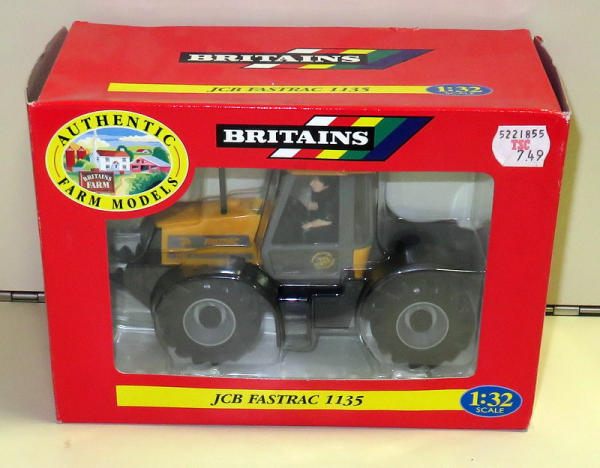 BRITAINS
JCB FASTRAC 1135
1:32
SCALE
AUTHENTIC
FARM MODELS
BRITAINS
FARM
BRITAINS
5221855
TSC
7.49
JCB FASTRAC 1135
1:32
SCALE